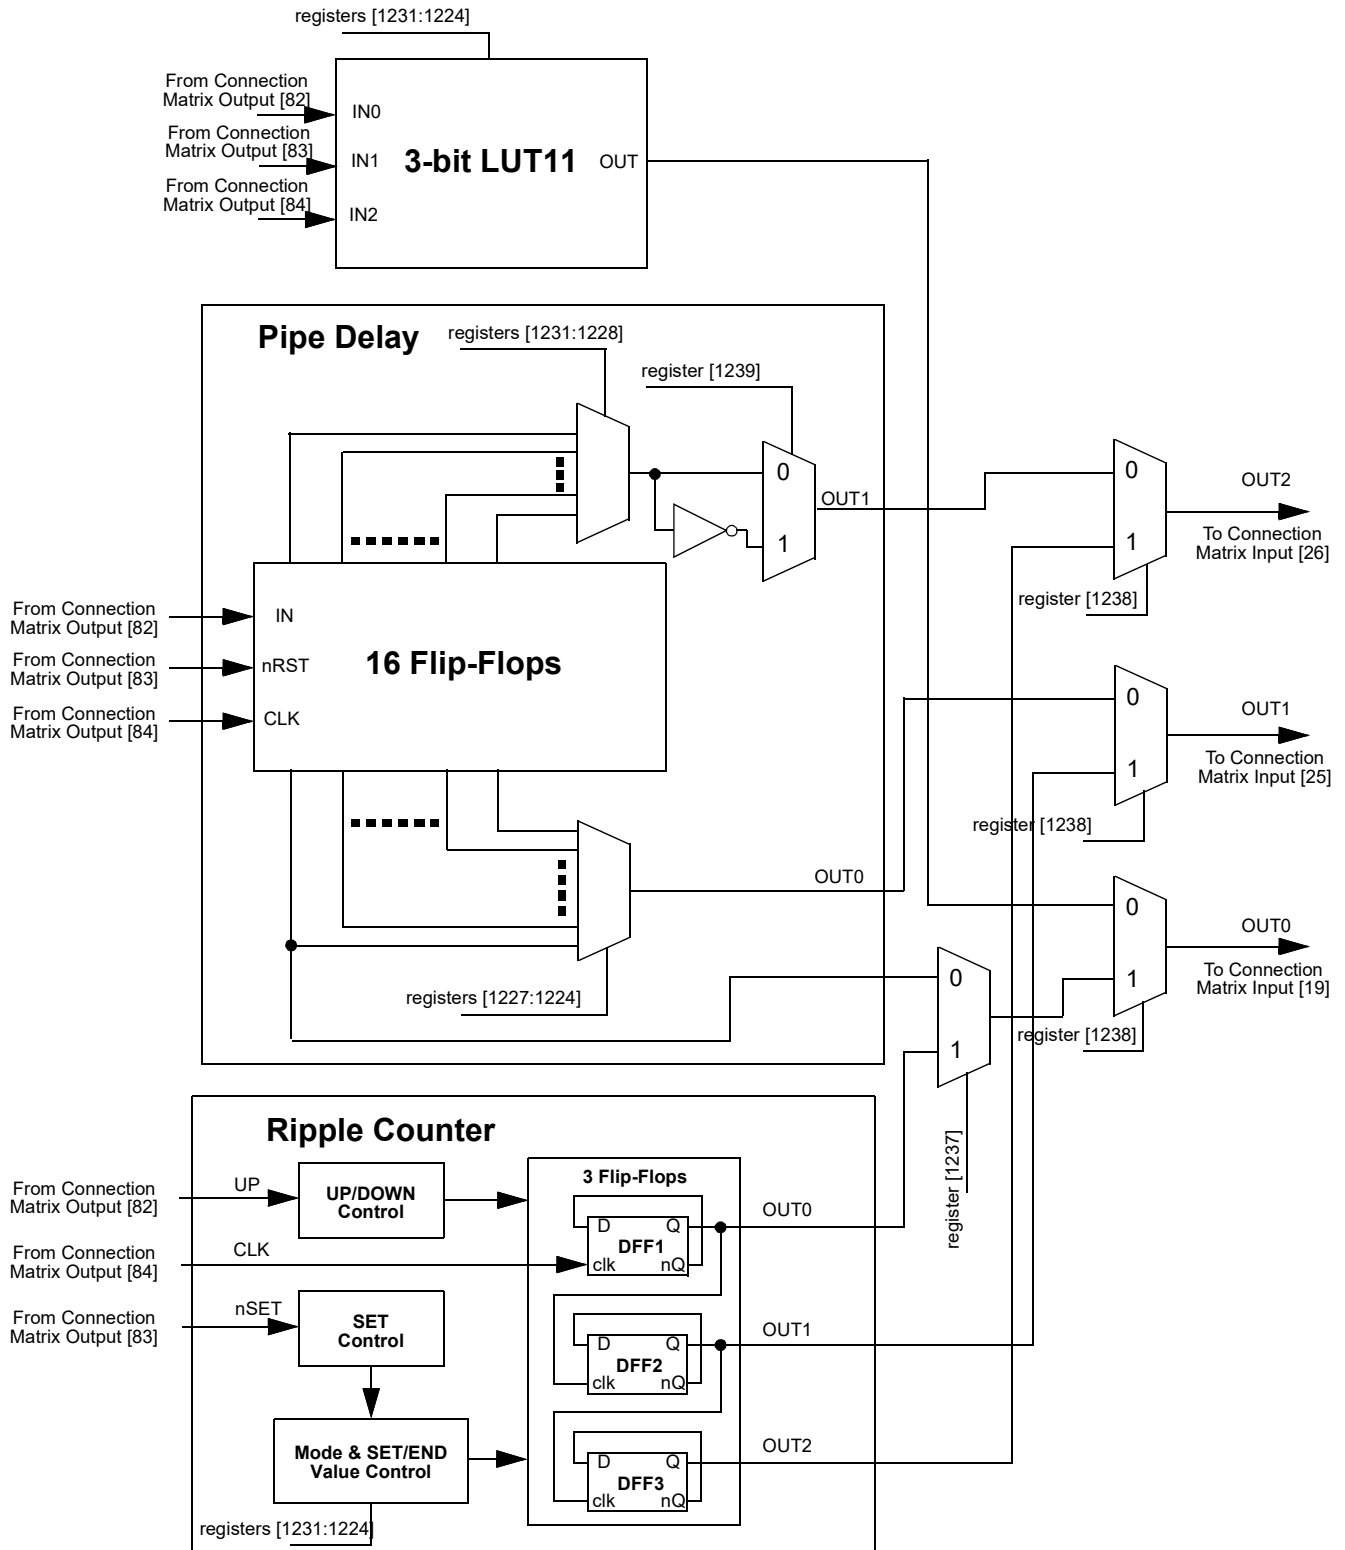 registers [1231:1224]
From Connection
Matrix Output [82]
IN0
From Connection
Matrix Output [83]
IN1
3-bit LUT11
OUT
From Connection
Matrix Output [84]
IN2
Pipe Delay
registers [1231:1228]
register [1239]
0
1
OUT1
From Connection
Matrix Output [82]
IN
From Connection
Matrix Output [83]
nRST
16 Flip-Flops
From Connection
Matrix Output [84]
CLK
OUT0
registers [1227:1224]
0
1
OUT2
To Connection
Matrix Input [26]
register [1238]
0
1
OUT1
To Connection
Matrix Input [25]
register [1238]
0
1
OUT0
To Connection
Matrix Input [19]
register [1238]
0
1
register [1237]
Ripple Counter
From Connection
Matrix Output [82]
UP
UP/DOWN
Control
From Connection
Matrix Output [84]
CLK
From Connection
Matrix Output [83]
nSET
SET
Control
Mode & SET/END
Value Control
registers [1231:1224]
3 Flip-Flops
D
Q
DFF1
clk
nQ
OUT0
D
Q
DFF2
clk
nQ
OUT1
D
Q
DFF3
clk
nQ
OUT2